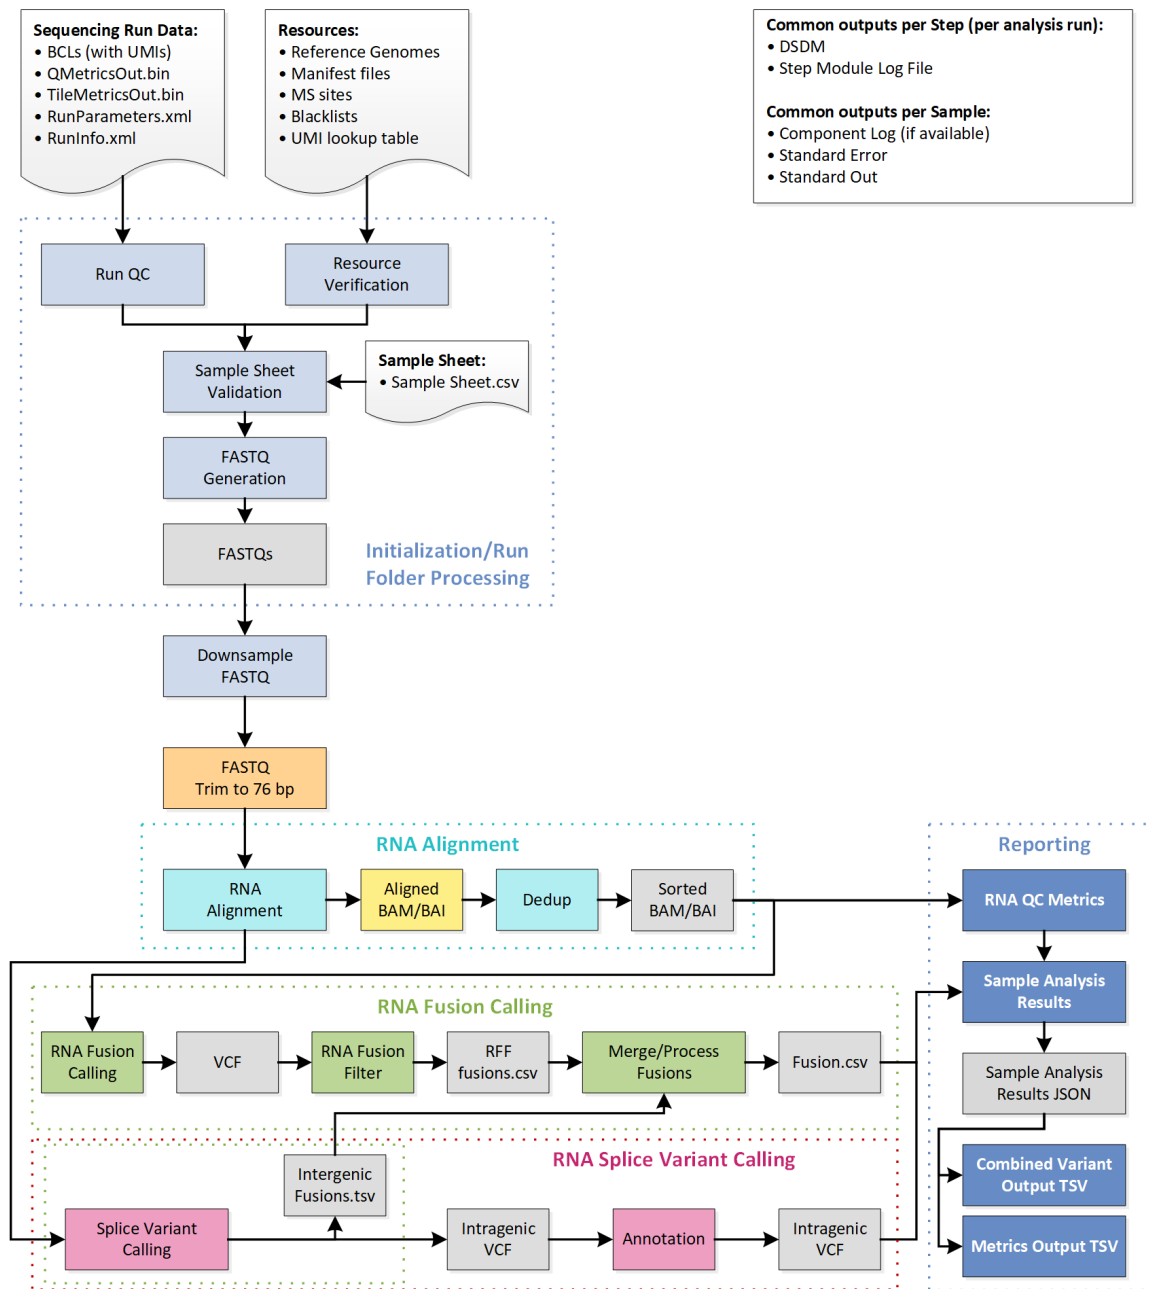 Sequencing Run Data:
• BCLs (with UMIs)
• QMetricsOut.bin
• TileMetricsOut.bin
• RunParameters.xml
• RunInfo.xml
Resources:
• Reference Genomes
• Manifest files
• MS sites
• Blacklists
• UMI lookup table
Common outputs per Step (per analysis run):
• DSDM
• Step Module Log File
Common outputs per Sample:
• Component Log (if available)
• Standard Error
• Standard Out
Run QC
Resource
Verification
Sample Sheet
Validation
Sample Sheet:
• Sample Sheet.csv
FASTQ
Generation
FASTQs
Initialization/Run
Folder Processing
Downsample
FASTQ
FASTQ
Trim to 76 bp
RNA Alignment
RNA
Alignment
Aligned
BAM/BAI
Dedup
Sorted
BAM/BAI
Reporting
RNA QC Metrics
Sample Analysis
Results
Sample Analysis
Results JSON
Combined Variant
Output TSV
Metrics Output TSV
RNA Fusion Calling
RNA Fusion
Calling
VCF
RNA Fusion
Filter
RFF
fusions.csv
Merge/Process
Fusions
Fusion.csv
RNA Splice Variant Calling
Intergenic
Fusions.tsv
Splice Variant
Calling
Intragenic
VCF
Annotation
Intragenic
VCF